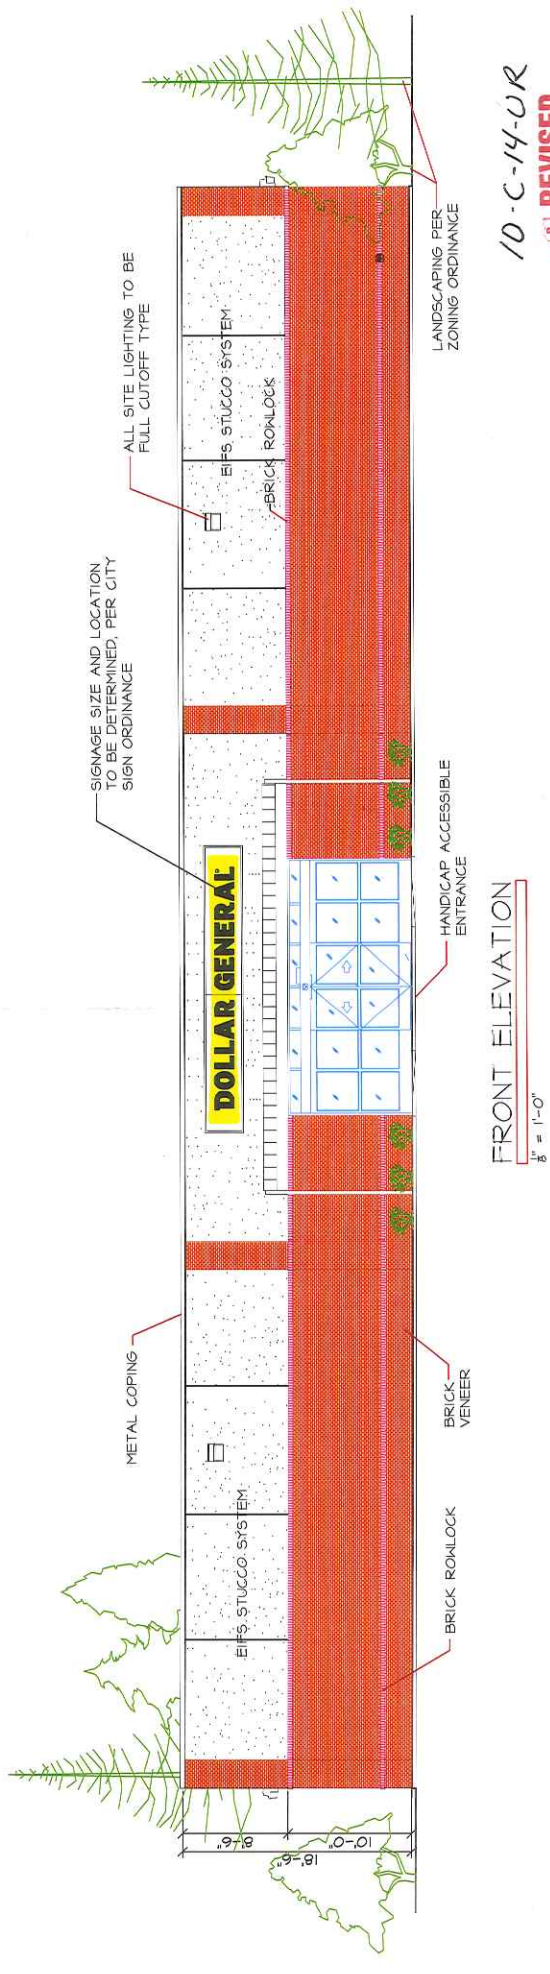 SIGNAGE SIZE AND LOCATION
TO BE DETERMINED, PER CITY
SIGN ORDINANCE
ALL SITE LIGHTING TO BE
FULL CUTOFF TYPE
METAL COPING
EIFS STUCCO SYSTEM
DOLLAR GENERAL
EIFS STUCCO SYSTEM
BRICK ROWLOCK
8'-6"
10'-0"
18'-6"
BRICK ROWLOCK
BRICK
VENEER
HANDICAP ACCESSIBLE
ENTRANCE
LANDSCAPING PER
ZONING ORDINANCE
FRONT ELEVATION
1/8" = 1'-0"
10-C-14-UR
REVISED